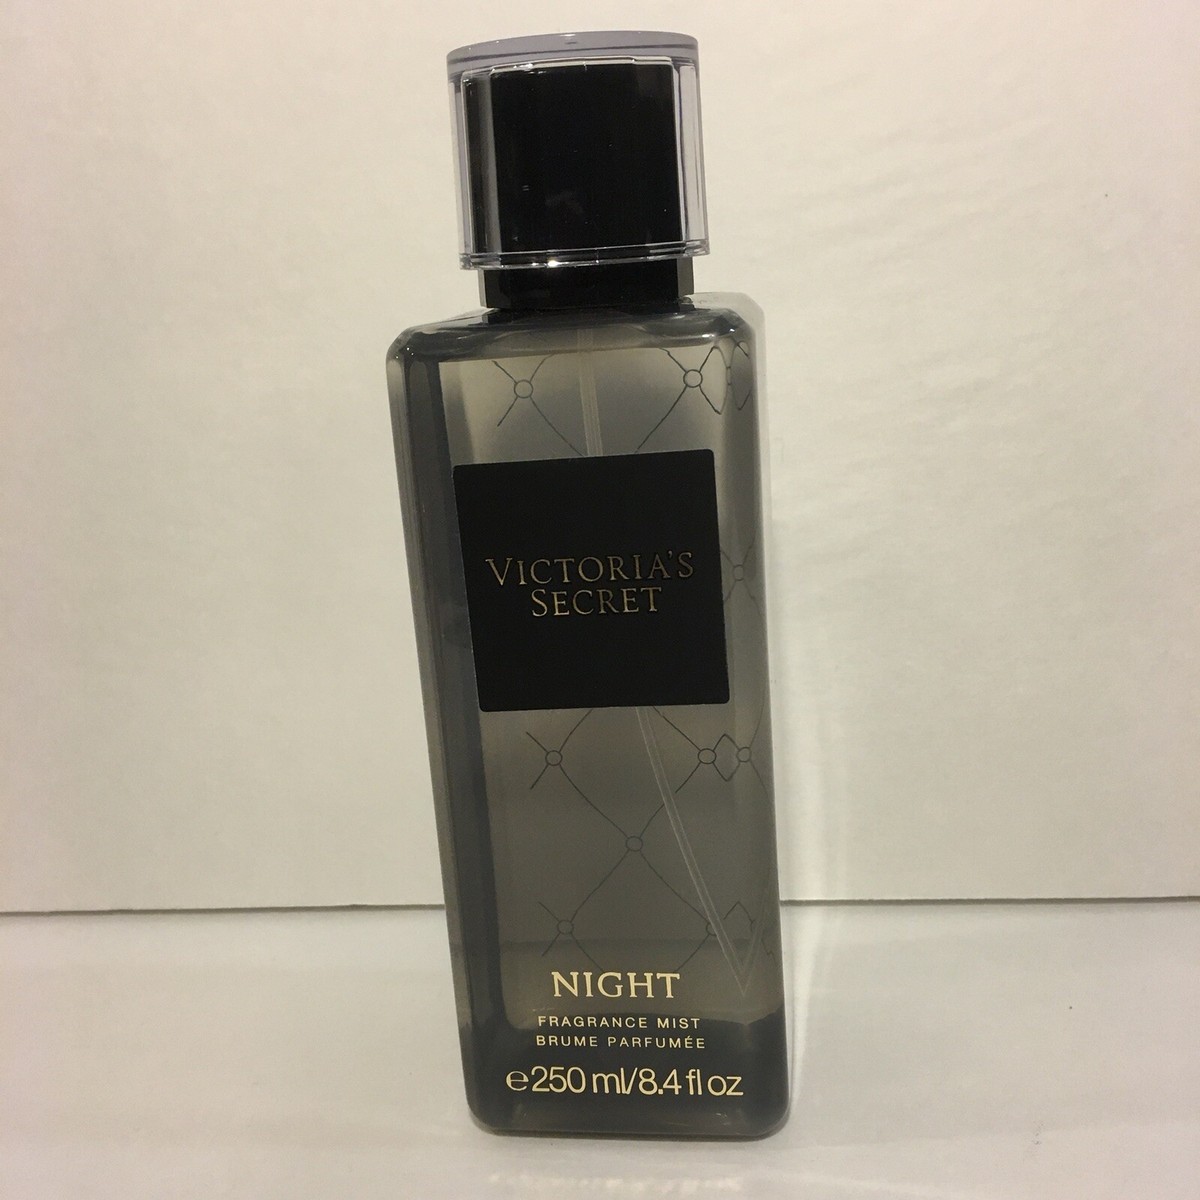 VICTORIA'S
SECRET
NIGHT
FRAGRANCE MIST
BRUME PARFUMÉE
℮250 ml/8.4 fl oz